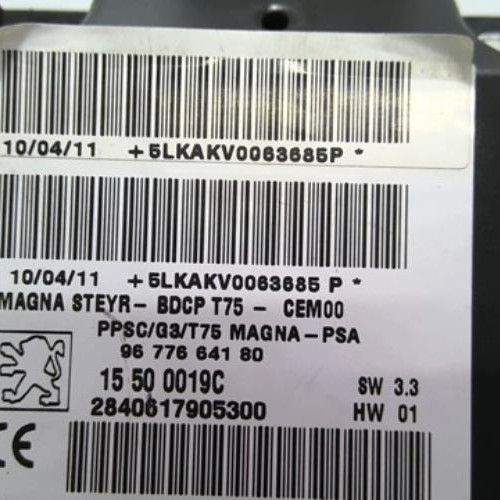 10/04/11 +5LKAKV0063685P *
10/04/11 +5LKAKV0063685 P *
MAGNA STEYR- BDCP T75 - CEM00
PPSC/G3/T75 MAGNA-PSA
96 776 641 80
15 50 0019C SW 3.3
2840617905300 HW 01
CE